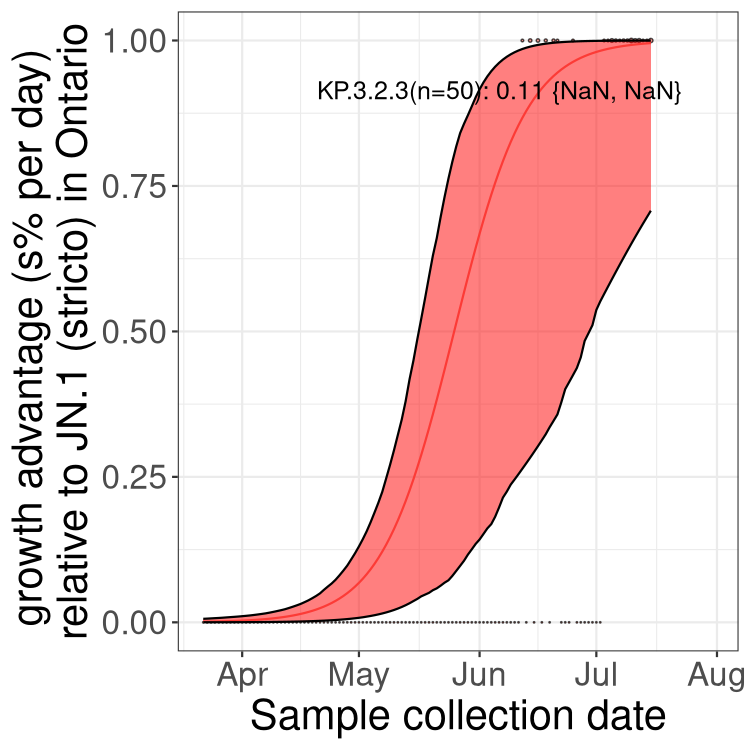 growth advantage (s% per day)
relative to JN.1 (stricto) in Ontario
1.00
0.75
0.50
0.25
0.00
KP.3.2.3(n=50): 0.11 {NaN, NaN}
Apr May Jun Jul Aug
Sample collection date